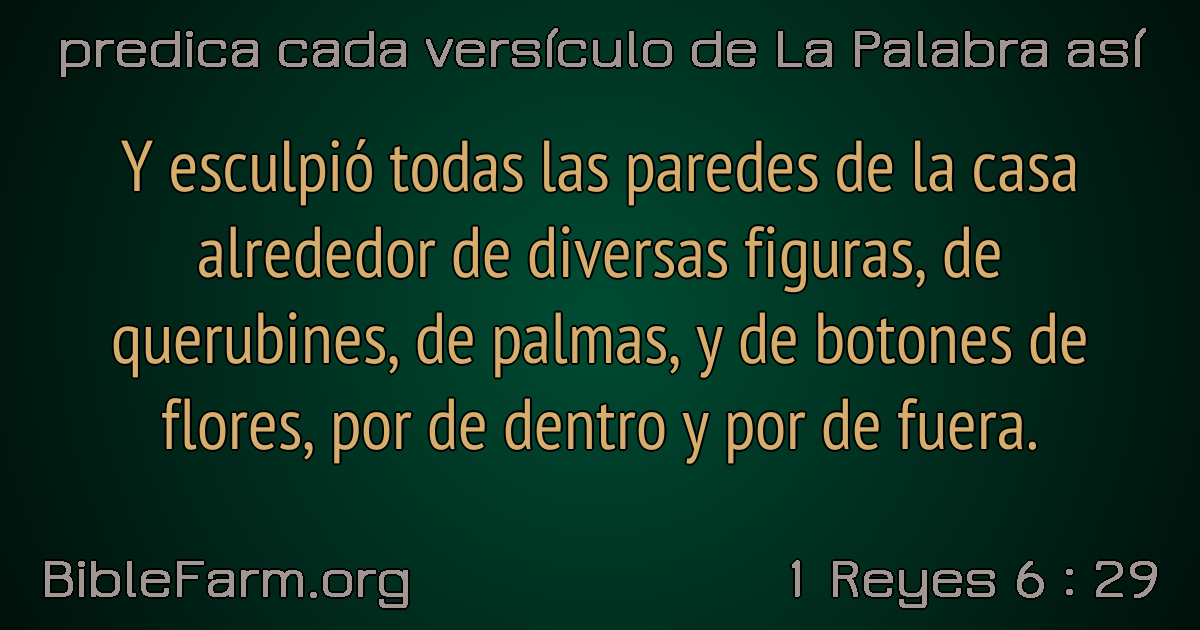 predica cada versículo de La Palabra así
Y esculpió todas las paredes de la casa
alrededor de diversas figuras, de
querubines, de palmas, y de botones de
flores, por de dentro y por de fuera.
BibleFarm.org
1 Reyes 6 : 29